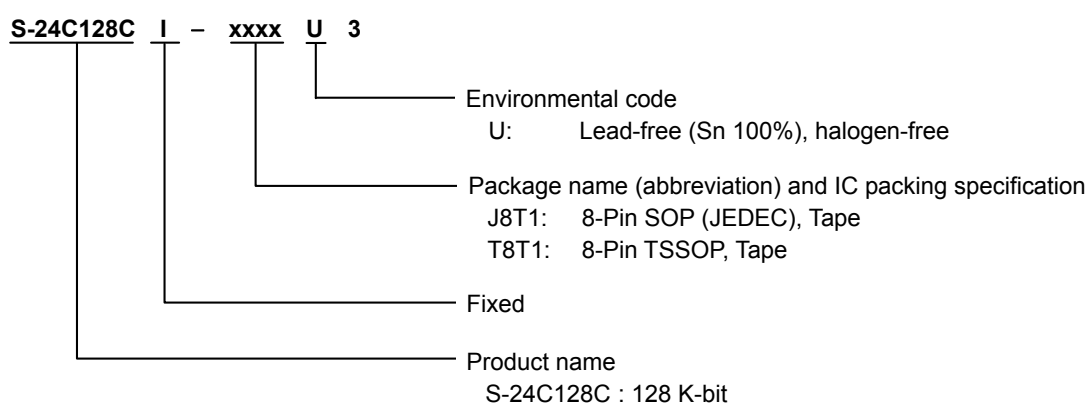 S-24C128C I – xxxx U 3
Environmental code
U: Lead-free (Sn 100%), halogen-free
Package name (abbreviation) and IC packing specification
J8T1: 8-Pin SOP (JEDEC), Tape
T8T1: 8-Pin TSSOP, Tape
Fixed
Product name
S-24C128C : 128 K-bit